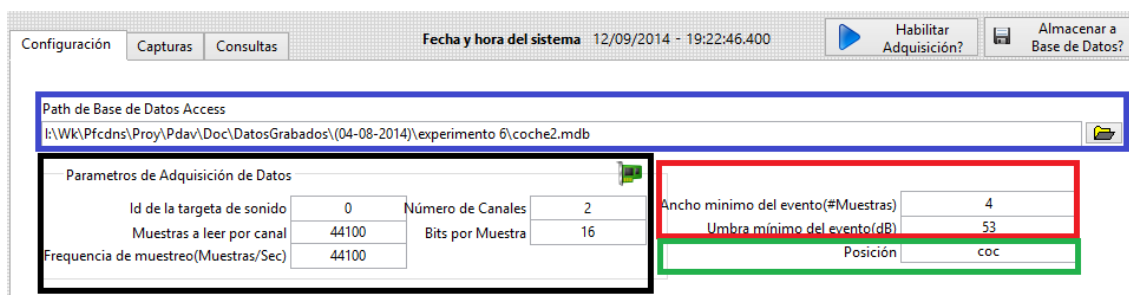 Configuración Capturas Consultas Fecha y hora del sistema 12/09/2014 - 19:22:46.400 Habilitar Adquisición? Almacenar a Base de Datos?
Path de Base de Datos Access
I:\Wk\Pfcdns\Proy\Pdav\Doc\DatosGrabados\(04-08-2014)\experimento 6\coche2.mdb
Parametros de Adquisición de Datos
Id de la targeta de sonido 0 Número de Canales 2
Muestras a leer por canal 44100 Bits por Muestra 16
Frequencia de muestreo(Muestras/Sec) 44100
Ancho minimo del evento(#Muestras) 4
Umbra mínimo del evento(dB) 53
Posición coc